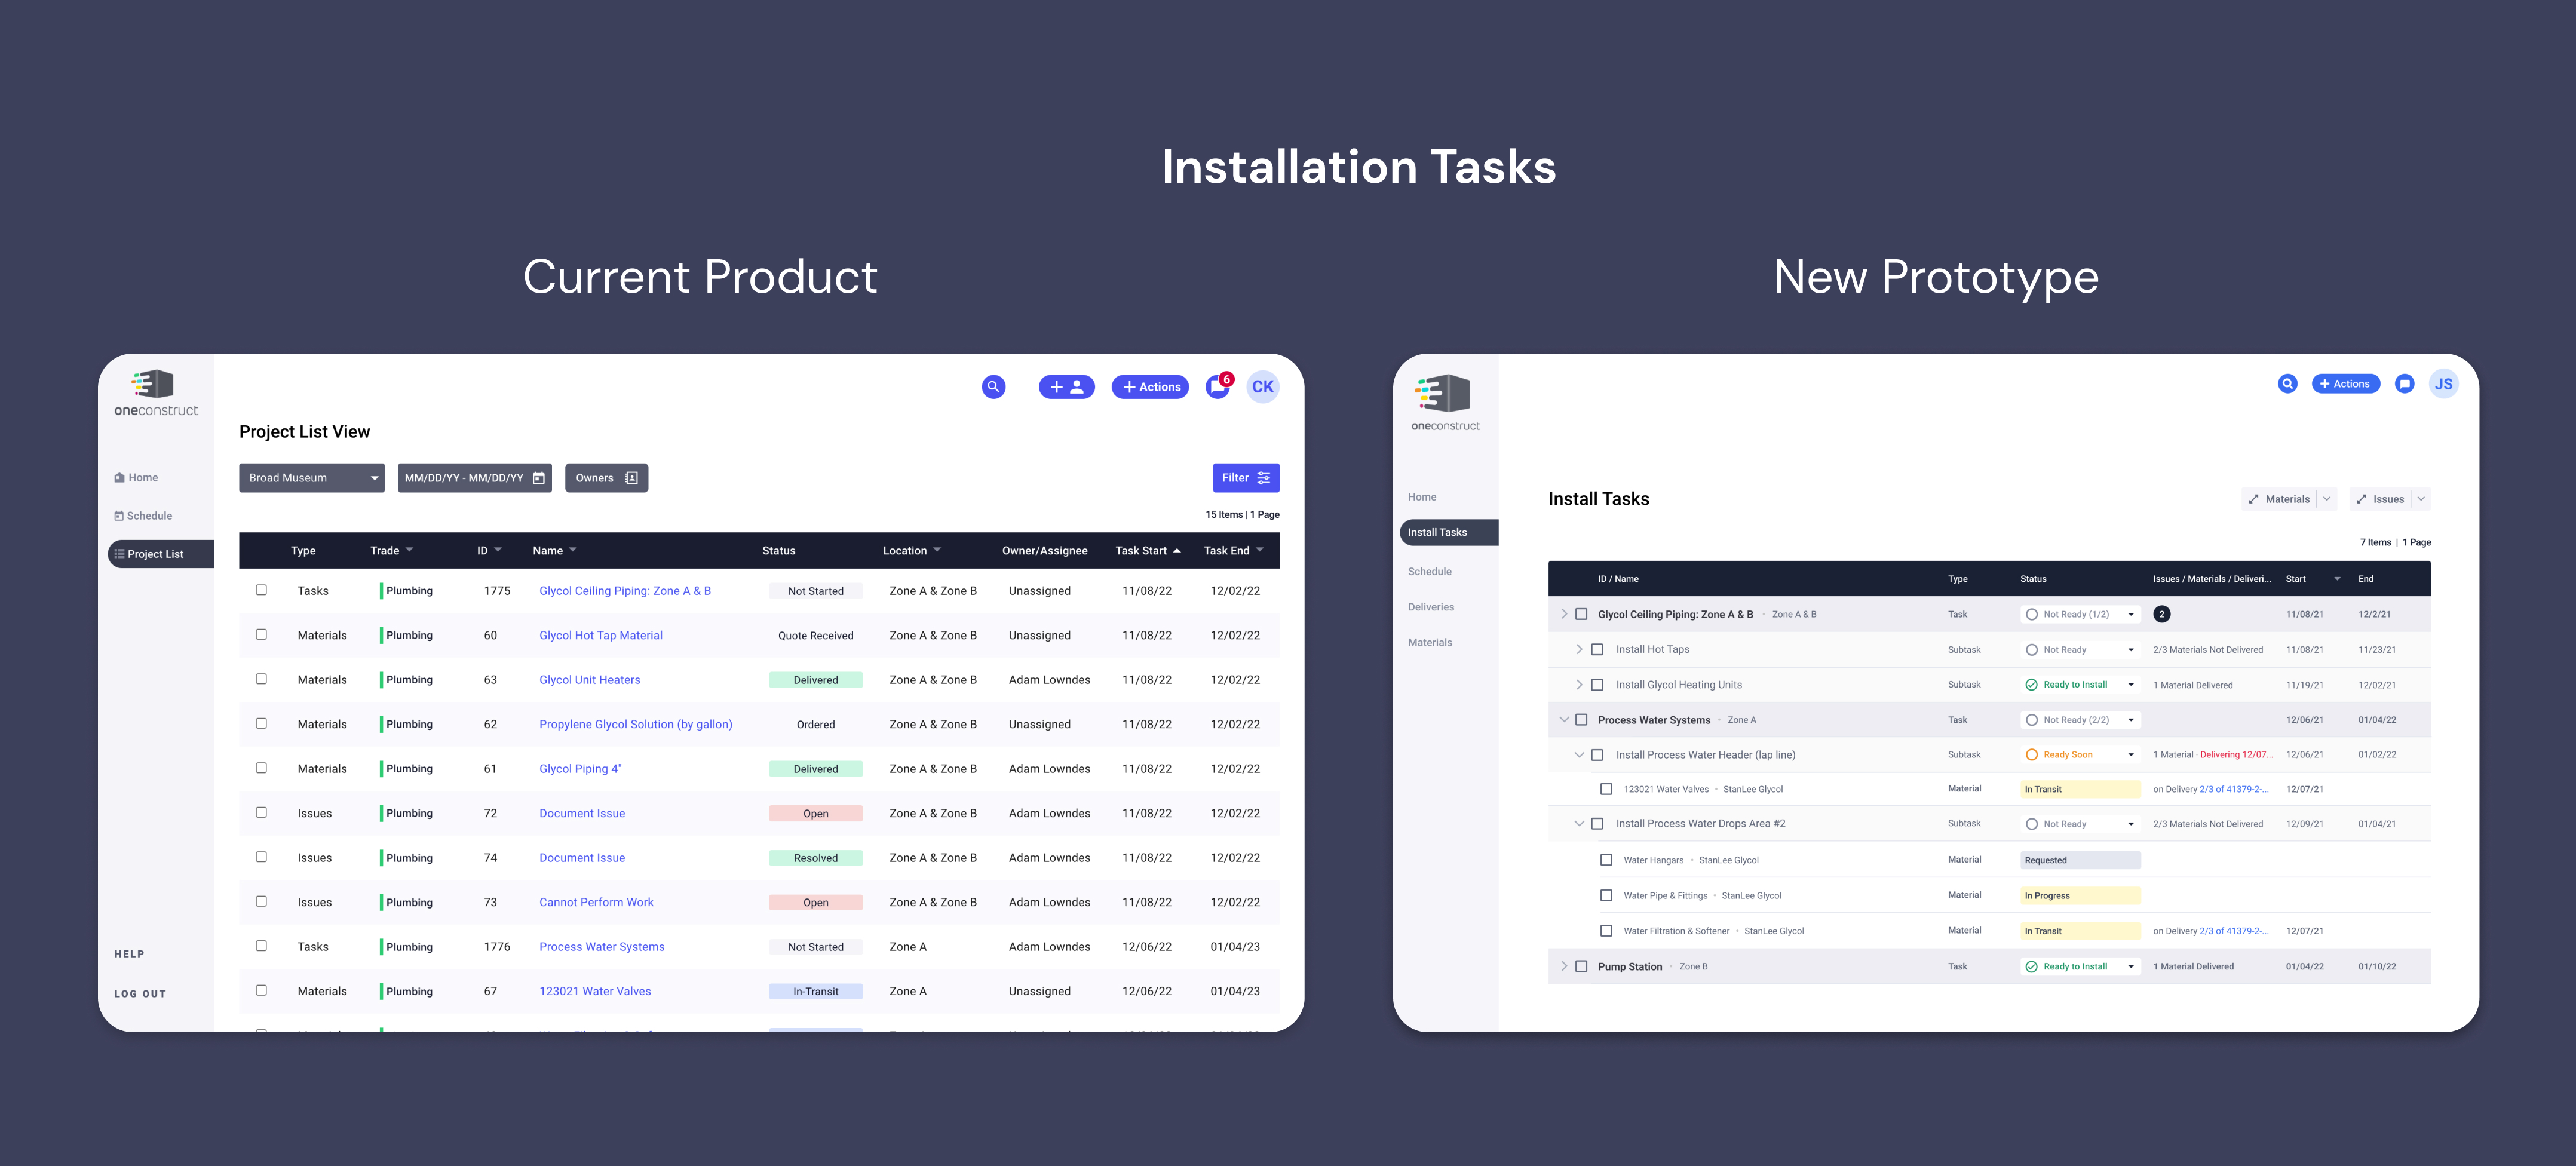 Installation Tasks
Current Product
oneconstruct
Home
Schedule
Project List
HELP
LOG OUT
+ Actions
6
CK
Project List View
Broad Museum
MM/DD/YY - MM/DD/YY
Owners
Filter
15 Items | 1 Page
Type Trade ID Name Status Location Owner/Assignee Task Start Task End
Tasks Plumbing 1775 Glycol Ceiling Piping: Zone A & B Not Started Zone A & Zone B Unassigned 11/08/22 12/02/22
Materials Plumbing 60 Glycol Hot Tap Material Quote Received Zone A & Zone B Unassigned 11/08/22 12/02/22
Materials Plumbing 63 Glycol Unit Heaters Delivered Zone A & Zone B Adam Lowndes 11/08/22 12/02/22
Materials Plumbing 62 Propylene Glycol Solution (by gallon) Ordered Zone A & Zone B Unassigned 11/08/22 12/02/22
Materials Plumbing 61 Glycol Piping 4" Delivered Zone A & Zone B Adam Lowndes 11/08/22 12/02/22
Issues Plumbing 72 Document Issue Open Zone A & Zone B Adam Lowndes 11/08/22 12/02/22
Issues Plumbing 74 Document Issue Resolved Zone A & Zone B Adam Lowndes 11/08/22 12/02/22
Issues Plumbing 73 Cannot Perform Work Open Zone A & Zone B Adam Lowndes 11/08/22 12/02/22
Tasks Plumbing 1776 Process Water Systems Not Started Zone A Adam Lowndes 12/06/22 01/04/23
Materials Plumbing 67 123021 Water Valves In-Transit Zone A Unassigned 12/06/22 01/04/23
New Prototype
oneconstruct
Home
Install Tasks
Schedule
Deliveries
Materials
+ Actions
JS
Install Tasks
Materials
Issues
7 Items | 1 Page
ID / Name Type Status Issues / Materials / Deliveri... Start End
Glycol Ceiling Piping: Zone A & B · Zone A & B Task Not Ready (1/2) 2 11/08/21 12/2/21
Install Hot Taps Subtask Not Ready 2/3 Materials Not Delivered 11/08/21 11/23/21
Install Glycol Heating Units Subtask Ready to Install 1 Material Delivered 11/19/21 12/02/21
Process Water Systems · Zone A Task Not Ready (2/2) 12/06/21 01/04/22
Install Process Water Header (lap line) Subtask Ready Soon 1 Material · Delivering 12/07... 12/06/21 01/02/22
123021 Water Valves · StanLee Glycol Material In Transit on Delivery 2/3 of 41379-2-... 12/07/21
Install Process Water Drops Area #2 Subtask Not Ready 2/3 Materials Not Delivered 12/09/21 01/04/21
Water Hangars · StanLee Glycol Material Requested
Water Pipe & Fittings · StanLee Glycol Material In Progress
Water Filtration & Softener · StanLee Glycol Material In Transit on Delivery 2/3 of 41379-2-... 12/07/21
Pump Station · Zone B Task Ready to Install 1 Material Delivered 01/04/22 01/10/22